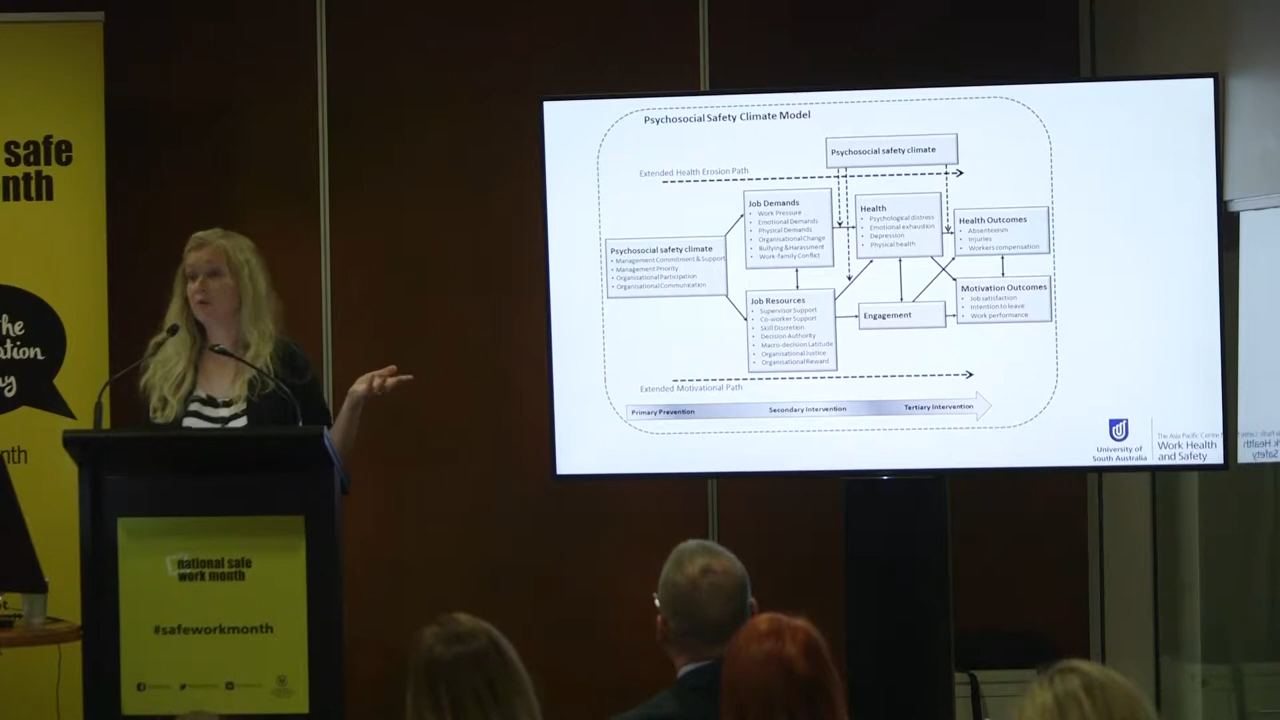 safe
nth
he
ation
ay
nth
national safe
work month
#safeworkmonth
Psychosocial Safety Climate Model
Psychosocial safety climate
Extended Health Erosion Path
Job Demands
• Work Pressure
• Emotional Demands
• Physical Demands
• Organisational Change
• Bullying & Harassment
• Work-family Conflict
Health
• Psychological distress
• Emotional exhaustion
• Depression
• Physical health
Health Outcomes
• Absenteeism
• Injuries
• Workers compensation
Psychosocial safety climate
• Management Commitment & Support
• Management Priority
• Organisational Participation
• Organisational Communication
Job Resources
• Supervisor Support
• Co-worker Support
• Skill Discretion
• Decision Authority
• Macro-decision Latitude
• Organisational Justice
• Organisational Reward
Engagement
Motivation Outcomes
• Job satisfaction
• Intention to leave
• Work performance
Extended Motivational Path
Primary Prevention Secondary Intervention Tertiary Intervention
University of
South Australia
The Asia Pacific Centre
Work Health
and Safety